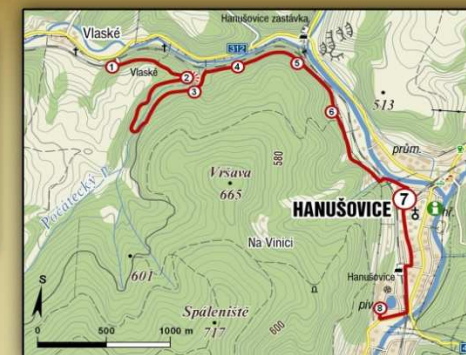 Hanušovice zastávka
Vlaské
312
1
Vlaské
2
3
4
5
6
513
prům.
580
Vršava
665
7
HANUŠOVICE
i
Počátecký p.
Na Vinici
601
Hanušovice
S
Spáleniště
717
600
piv.
8
0
500
1000 m